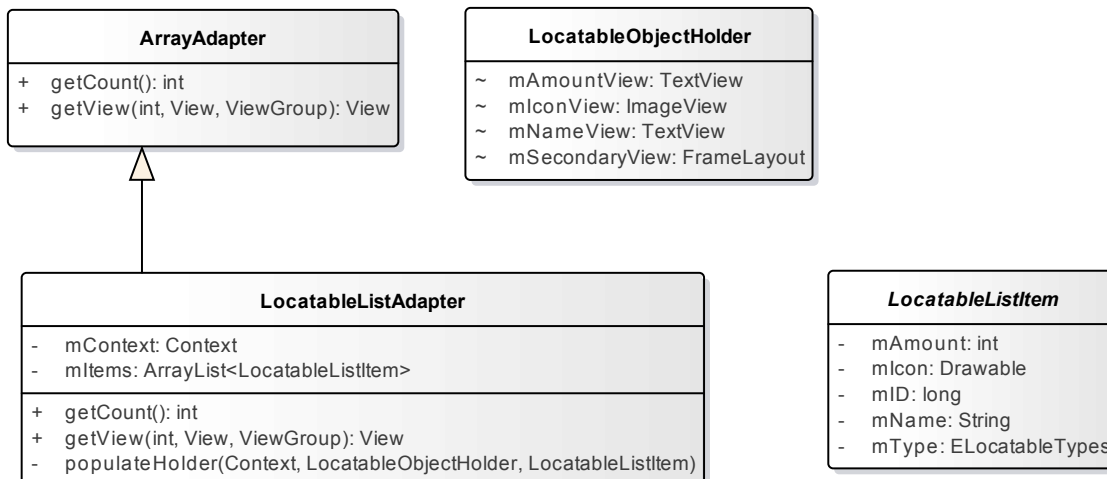 ArrayAdapter
+ getCount(): int
+ getView(int, View, ViewGroup): View
LocatableObjectHolder
~ mAmountView: TextView
~ mIconView: ImageView
~ mNameView: TextView
~ mSecondaryView: FrameLayout
LocatableListAdapter
- mContext: Context
- mItems: ArrayList<LocatableListItem>
+ getCount(): int
+ getView(int, View, ViewGroup): View
- populateHolder(Context, LocatableObjectHolder, LocatableListItem)
LocatableListItem
- mAmount: int
- mIcon: Drawable
- mID: long
- mName: String
- mType: ELocatableTypes